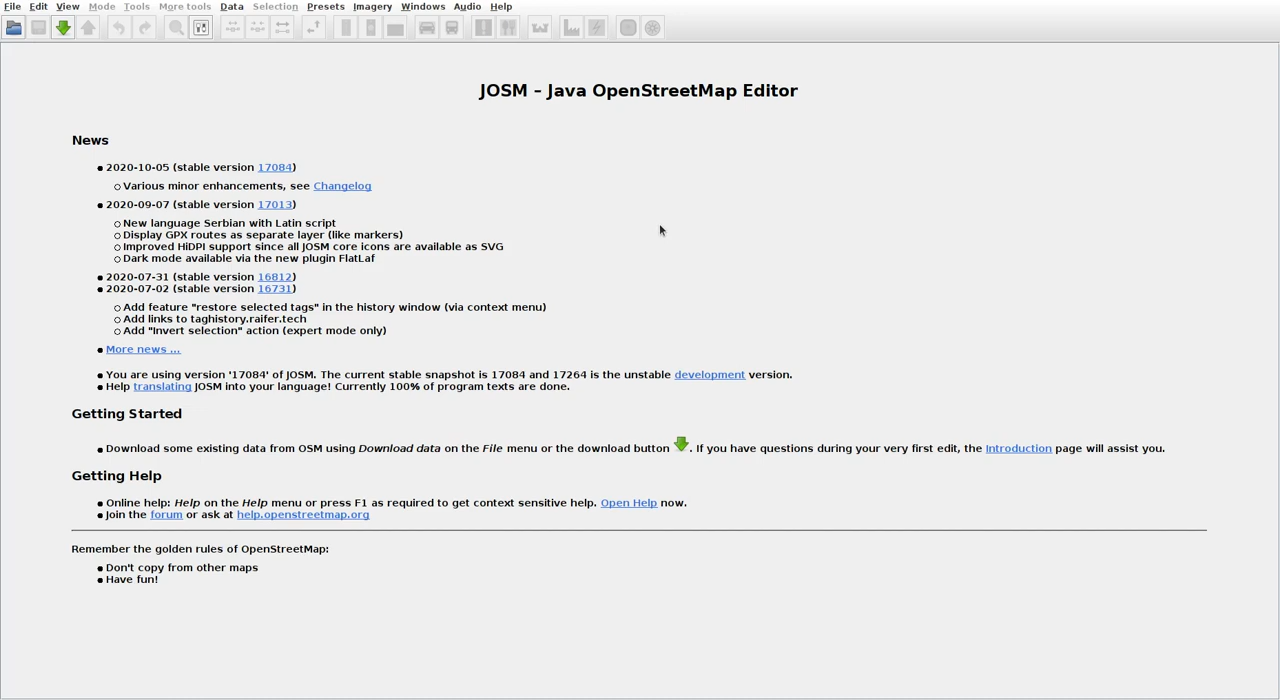 File Edit View Mode Tools More tools Data Selection Presets Imagery Windows Audio Help
JOSM – Java OpenStreetMap Editor
News
2020-10-05 (stable version 17084)
Various minor enhancements, see Changelog
2020-09-07 (stable version 17013)
New language Serbian with Latin script
Display GPX routes as separate layer (like markers)
Improved HiDPI support since all JOSM core icons are available as SVG
Dark mode available via the new plugin FlatLaf
2020-07-31 (stable version 16812)
2020-07-02 (stable version 16731)
Add feature "restore selected tags" in the history window (via context menu)
Add links to taghistory.raifer.tech
Add "Invert selection" action (expert mode only)
More news ...
You are using version '17084' of JOSM. The current stable snapshot is 17084 and 17264 is the unstable development version.
Help translating JOSM into your language! Currently 100% of program texts are done.
Getting Started
Download some existing data from OSM using Download data on the File menu or the download button . If you have questions during your very first edit, the Introduction page will assist you.
Getting Help
Online help: Help on the Help menu or press F1 as required to get context sensitive help. Open Help now.
Join the forum or ask at help.openstreetmap.org
Remember the golden rules of OpenStreetMap:
Don't copy from other maps
Have fun!